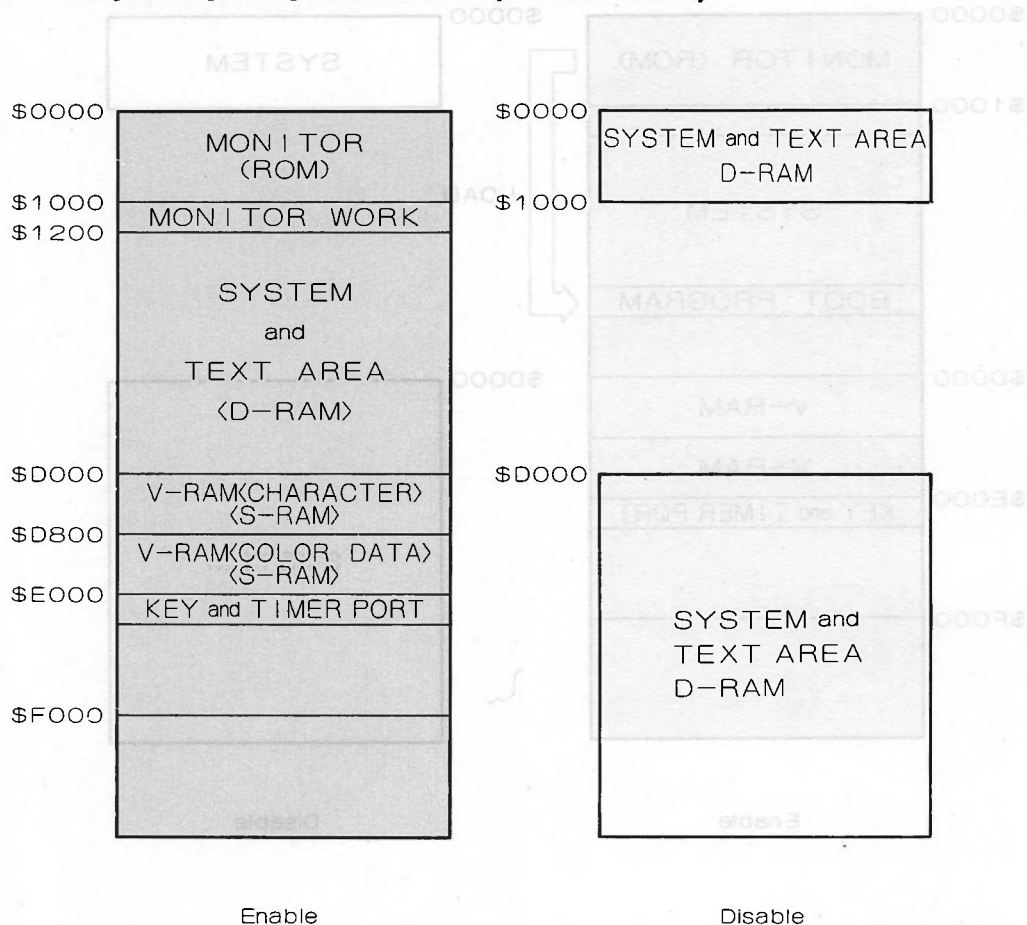 $0000
MONITOR
(ROM)
$1000
MONITOR WORK
$1200
SYSTEM
and
TEXT AREA
<D-RAM>
$D000
V-RAM<CHARACTER>
<S-RAM>
$D800
V-RAM<COLOR DATA>
<S-RAM>
$E000
KEY and TIMER PORT
$F000
Enable
$0000
SYSTEM and TEXT AREA
D-RAM
$1000
$D000
SYSTEM and
TEXT AREA
D-RAM
Disable